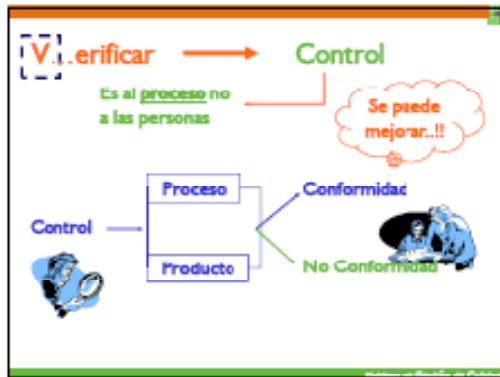 V...erificar
Control
Es al proceso no
a las personas
Se puede
mejorar..!!
Proceso
Conformidad
Control
Producto
No Conformidad